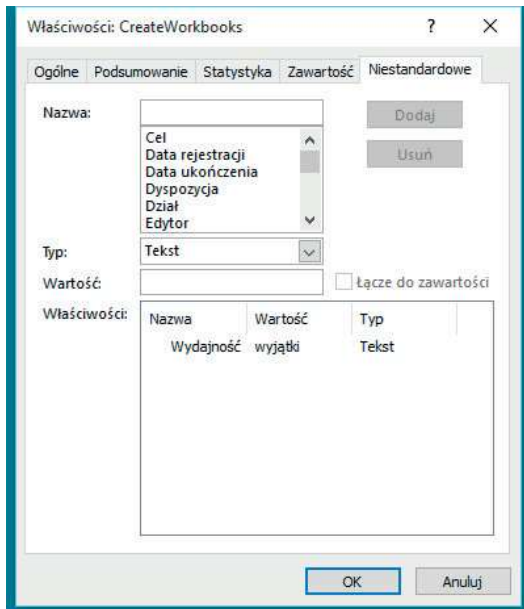 Właściwości: CreateWorkbooks ? ×
Ogólne Podsumowanie Statystyka Zawartość Niestandardowe
Nazwa: Dodaj
Cel
Data rejestracji Usuń
Data ukończenia
Dyspozycja
Dział
Edytor
Typ: Tekst
Wartość: Łącze do zawartości
Właściwości: Nazwa Wartość Typ
Wydajność wyjątki Tekst
OK Anuluj